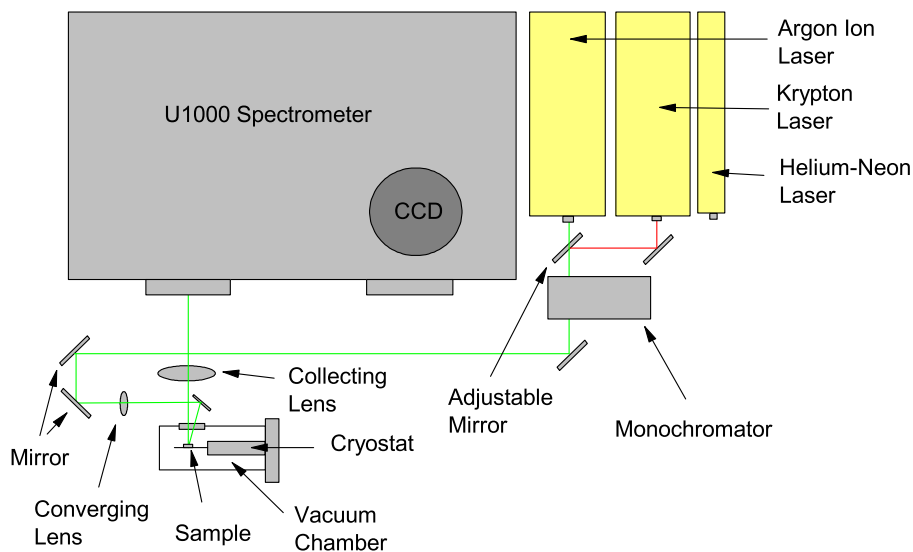 Argon Ion
Laser
U1000 Spectrometer
Krypton
Laser
Helium-Neon
Laser
CCD
Collecting
Lens
Adjustable
Mirror
Monochromator
Mirror
Cryostat
Converging
Lens
Sample
Vacuum
Chamber